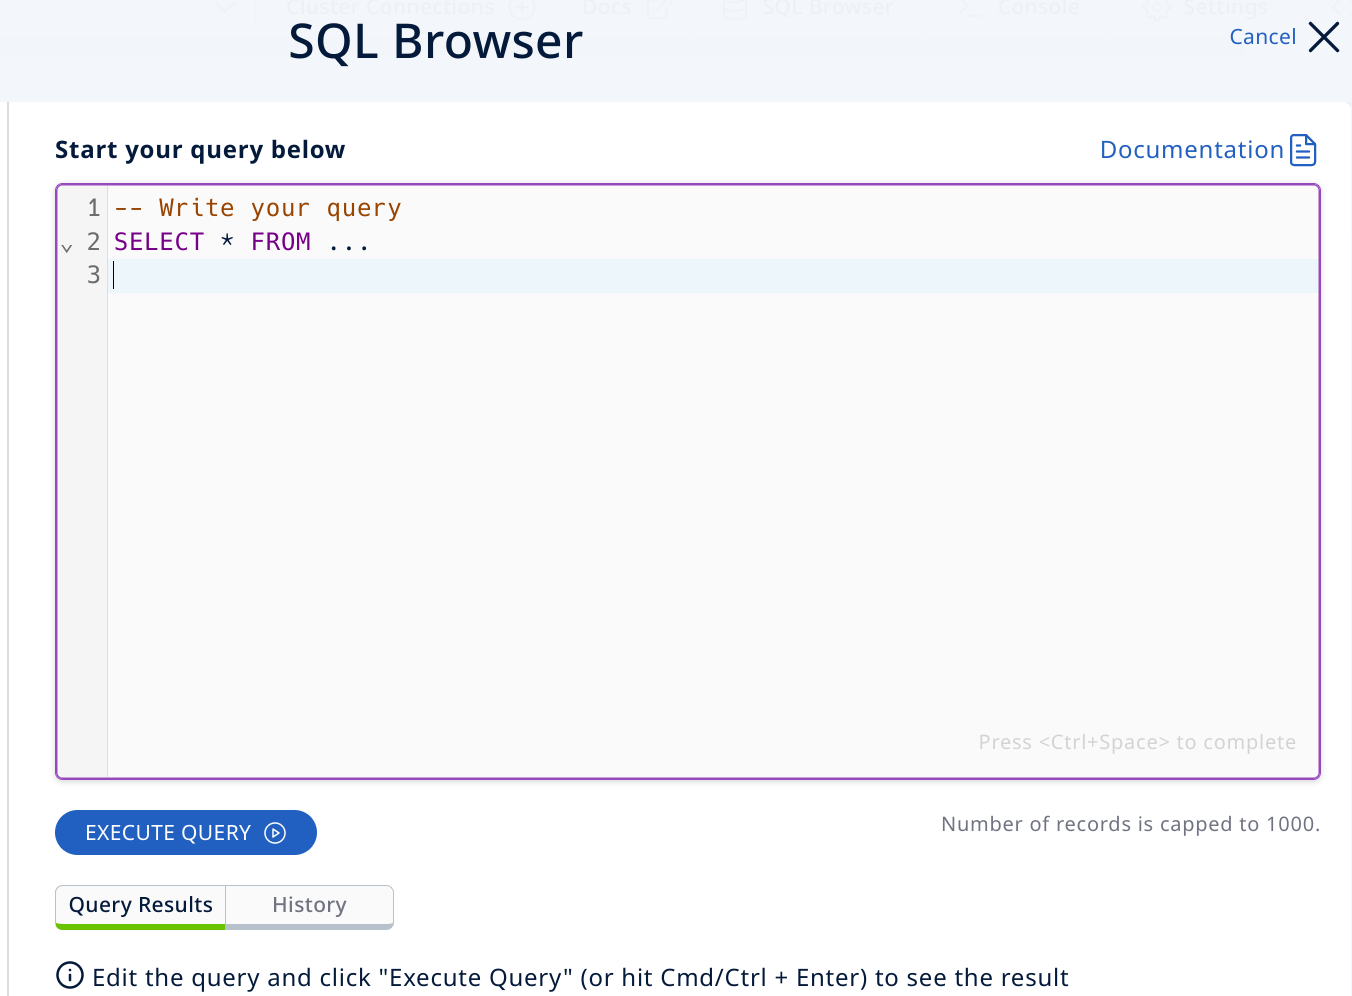 Cluster Connections Docs SQL Browser Console Settings
SQL Browser
Cancel
Start your query below
Documentation
1 -- Write your query
2 SELECT * FROM ...
3
Press <Ctrl+Space> to complete
EXECUTE QUERY
Number of records is capped to 1000.
Query Results History
Edit the query and click "Execute Query" (or hit Cmd/Ctrl + Enter) to see the result